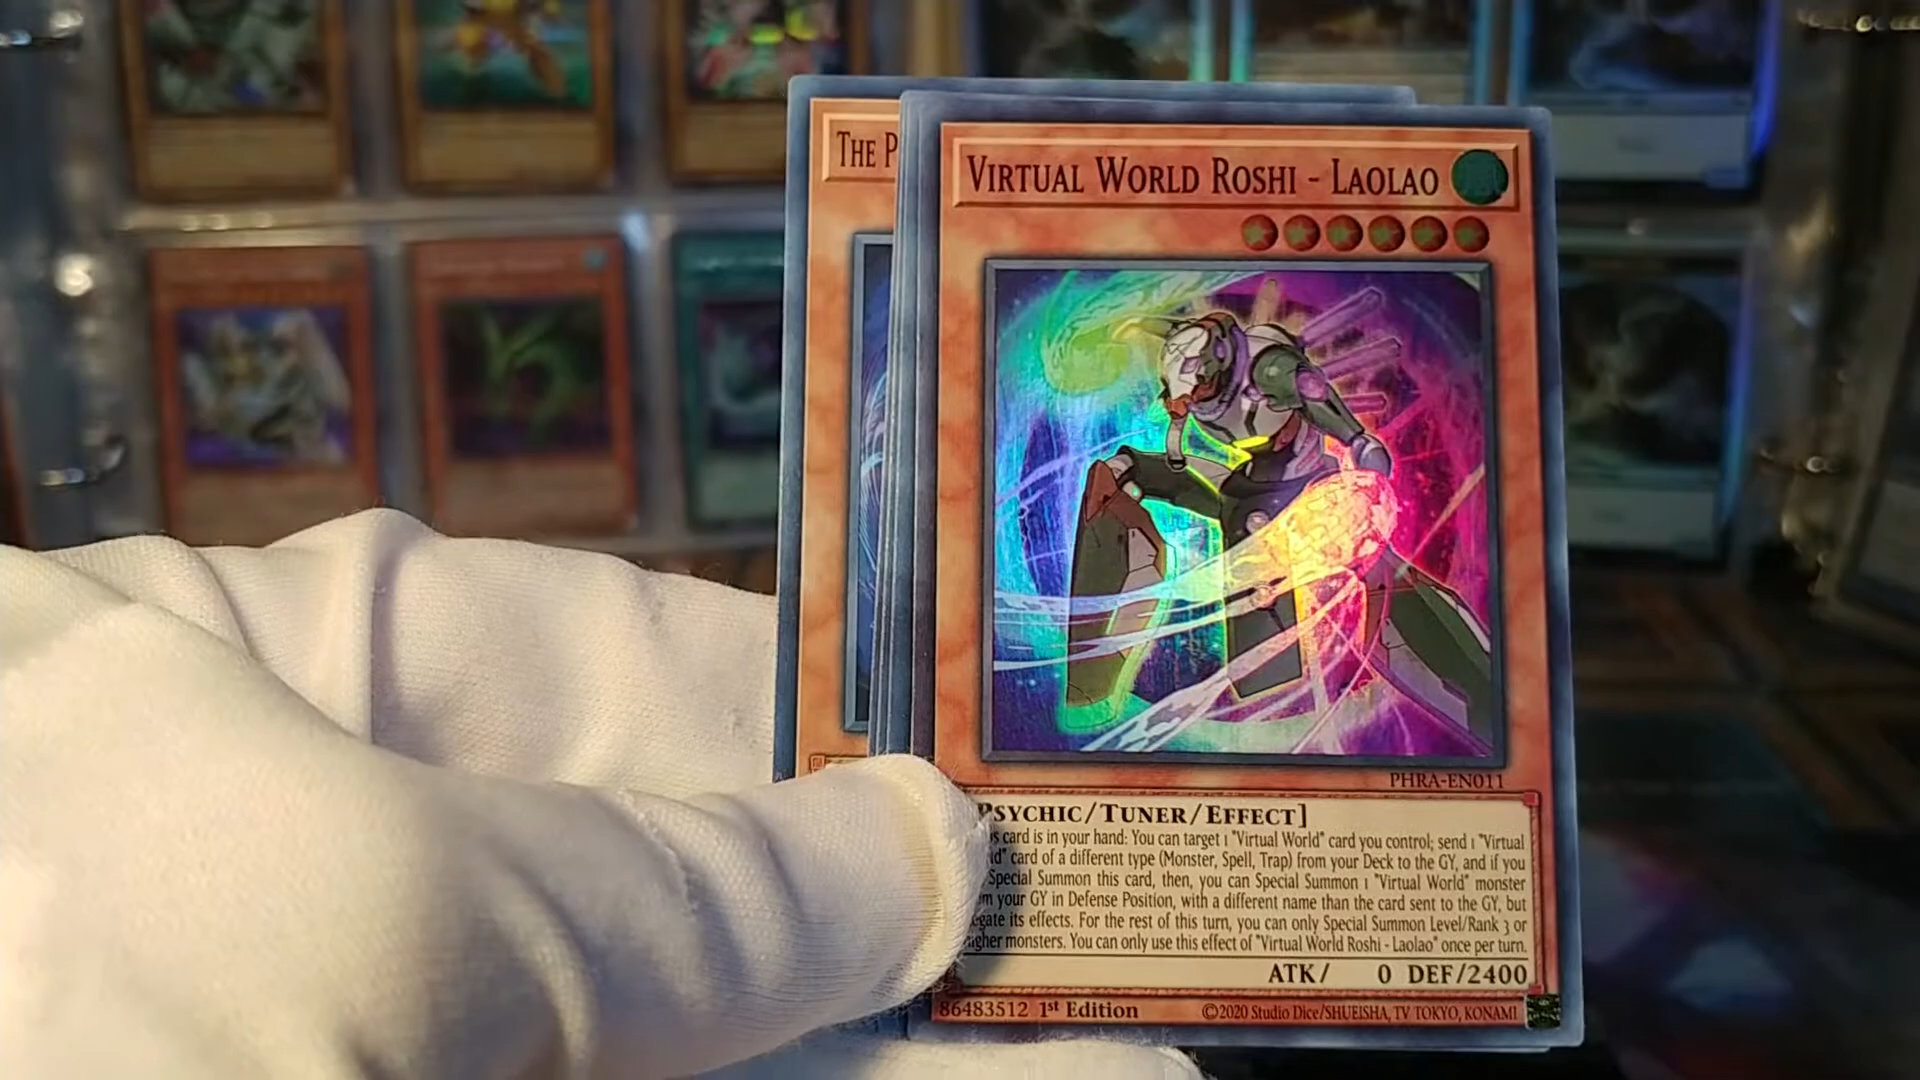 THE P
VIRTUAL WORLD ROSHI - LAOLAO
PHRA-EN011
PSYCHIC/TUNER/EFFECT]
card is in your hand: You can target 1 "Virtual World" card you control; send 1 "Virtual
card of a different type (Monster, Spell, Trap) from your Deck to the GY, and if you
Special Summon this card, then, you can Special Summon 1 "Virtual World" monster
your GY in Defense Position, with a different name than the card sent to the GY, but
its effects. For the rest of this turn, you can only Special Summon Level/Rank 3 or
monsters. You can only use this effect of "Virtual World Roshi - Laolao" once per turn.
ATK/ 0 DEF/2400
86483512 1st Edition ©2020 Studio Dice/SHUEISHA, TV TOKYO, KONAMI